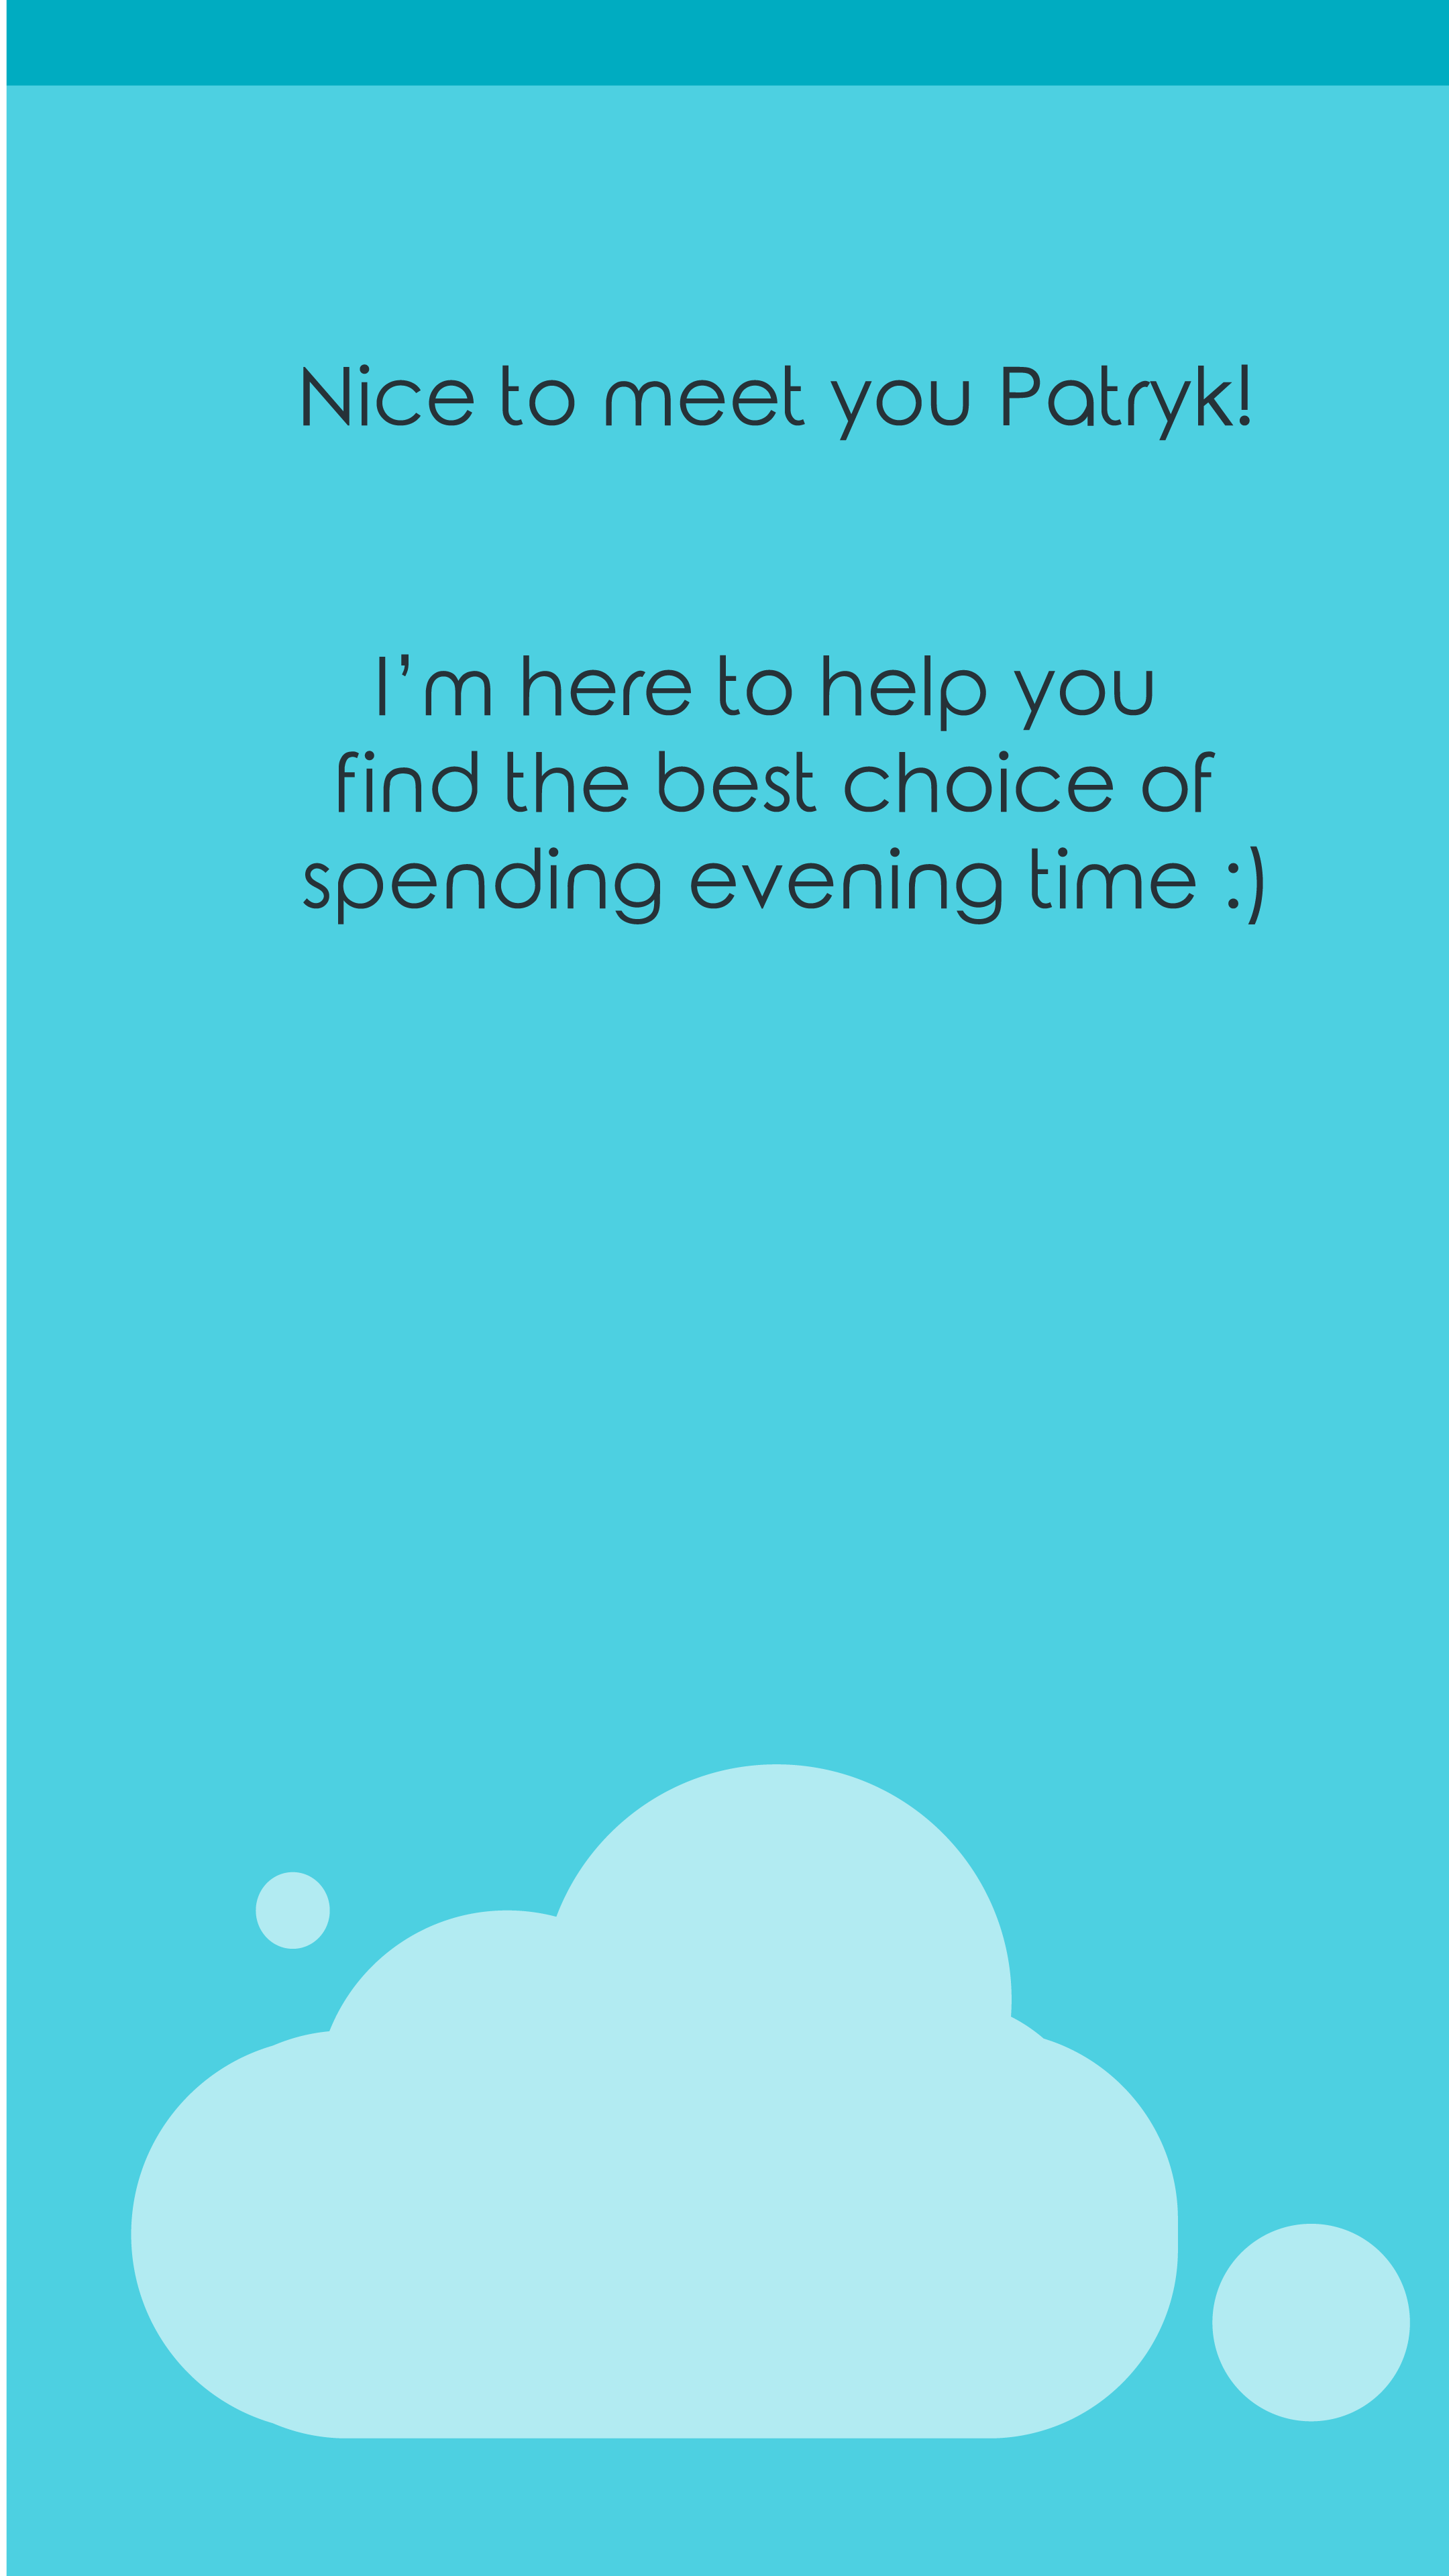 Nice to meet you Patryk!
I’m here to help you
find the best choice of
spending evening time :)